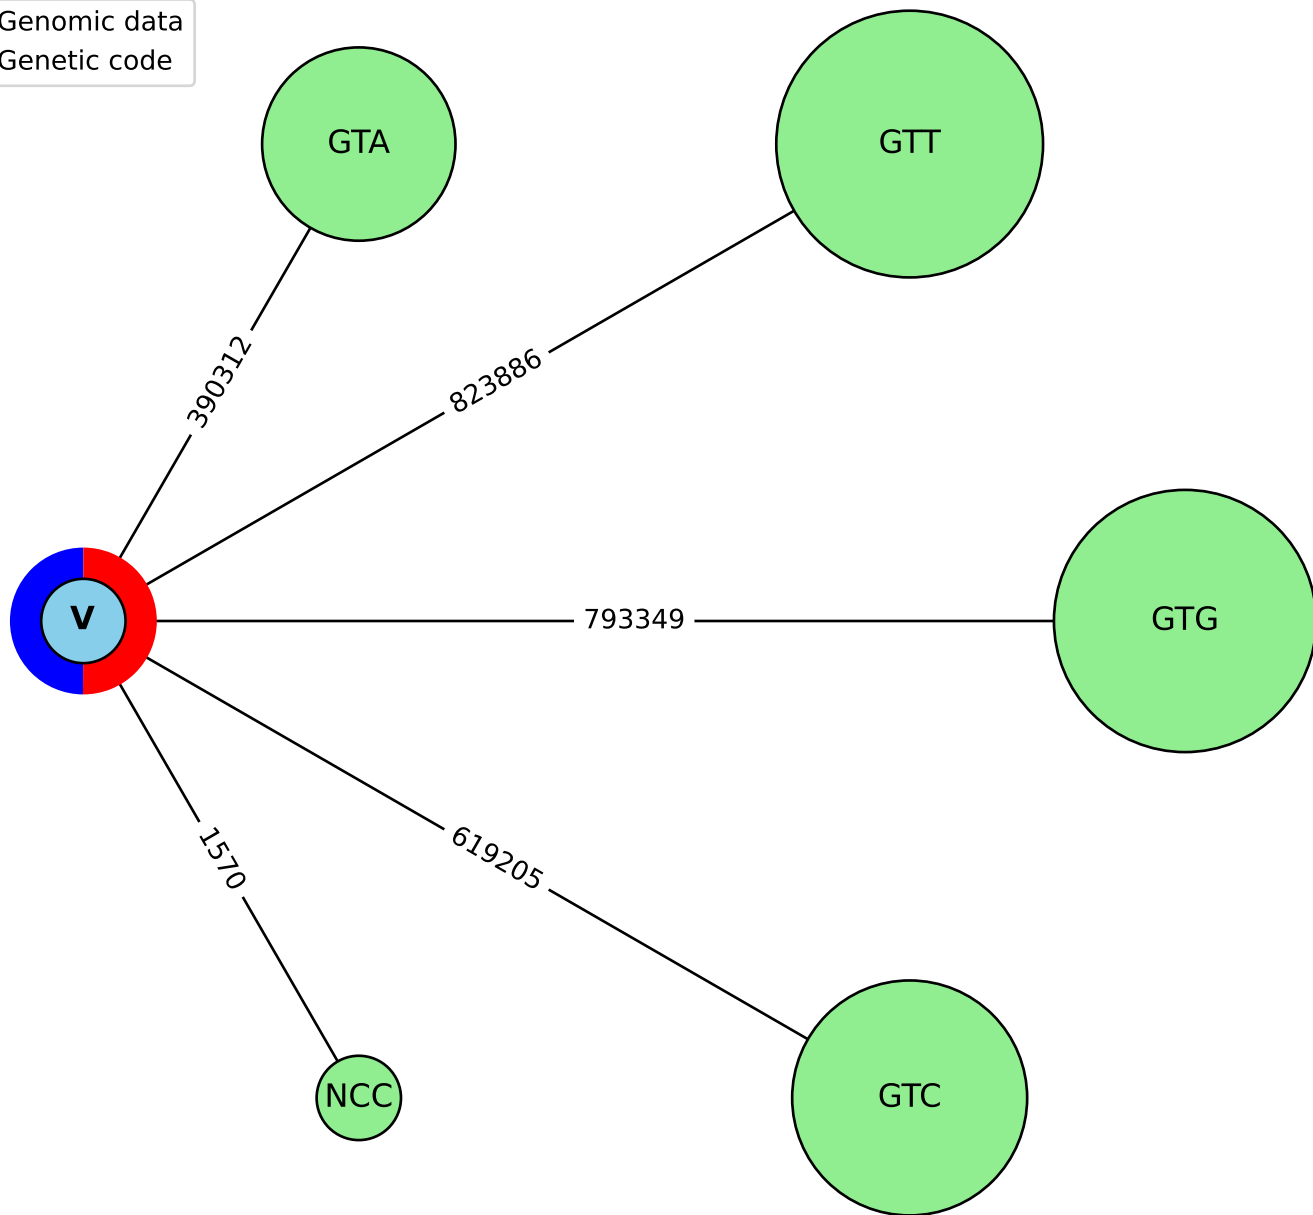 Genomic data
Genetic code
GTA
GTT
390312
823886
V
793349
GTG
619205
1570
NCC
GTC